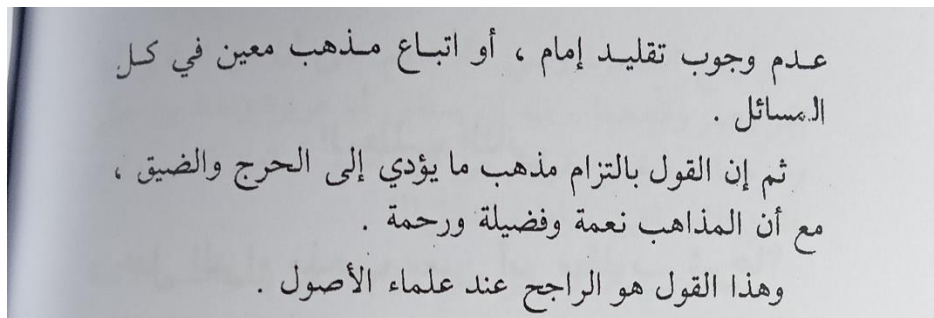 عدم وجوب تقليد إمام ، أو اتباع مذهب معين في كل
المسائل .
ثم إن القول بالتزام مذهب ما يؤدي إلى الحرج والضيق ،
مع أن المذاهب نعمة وفضيلة ورحمة .
وهذا القول هو الراجح عند علماء الأصول .